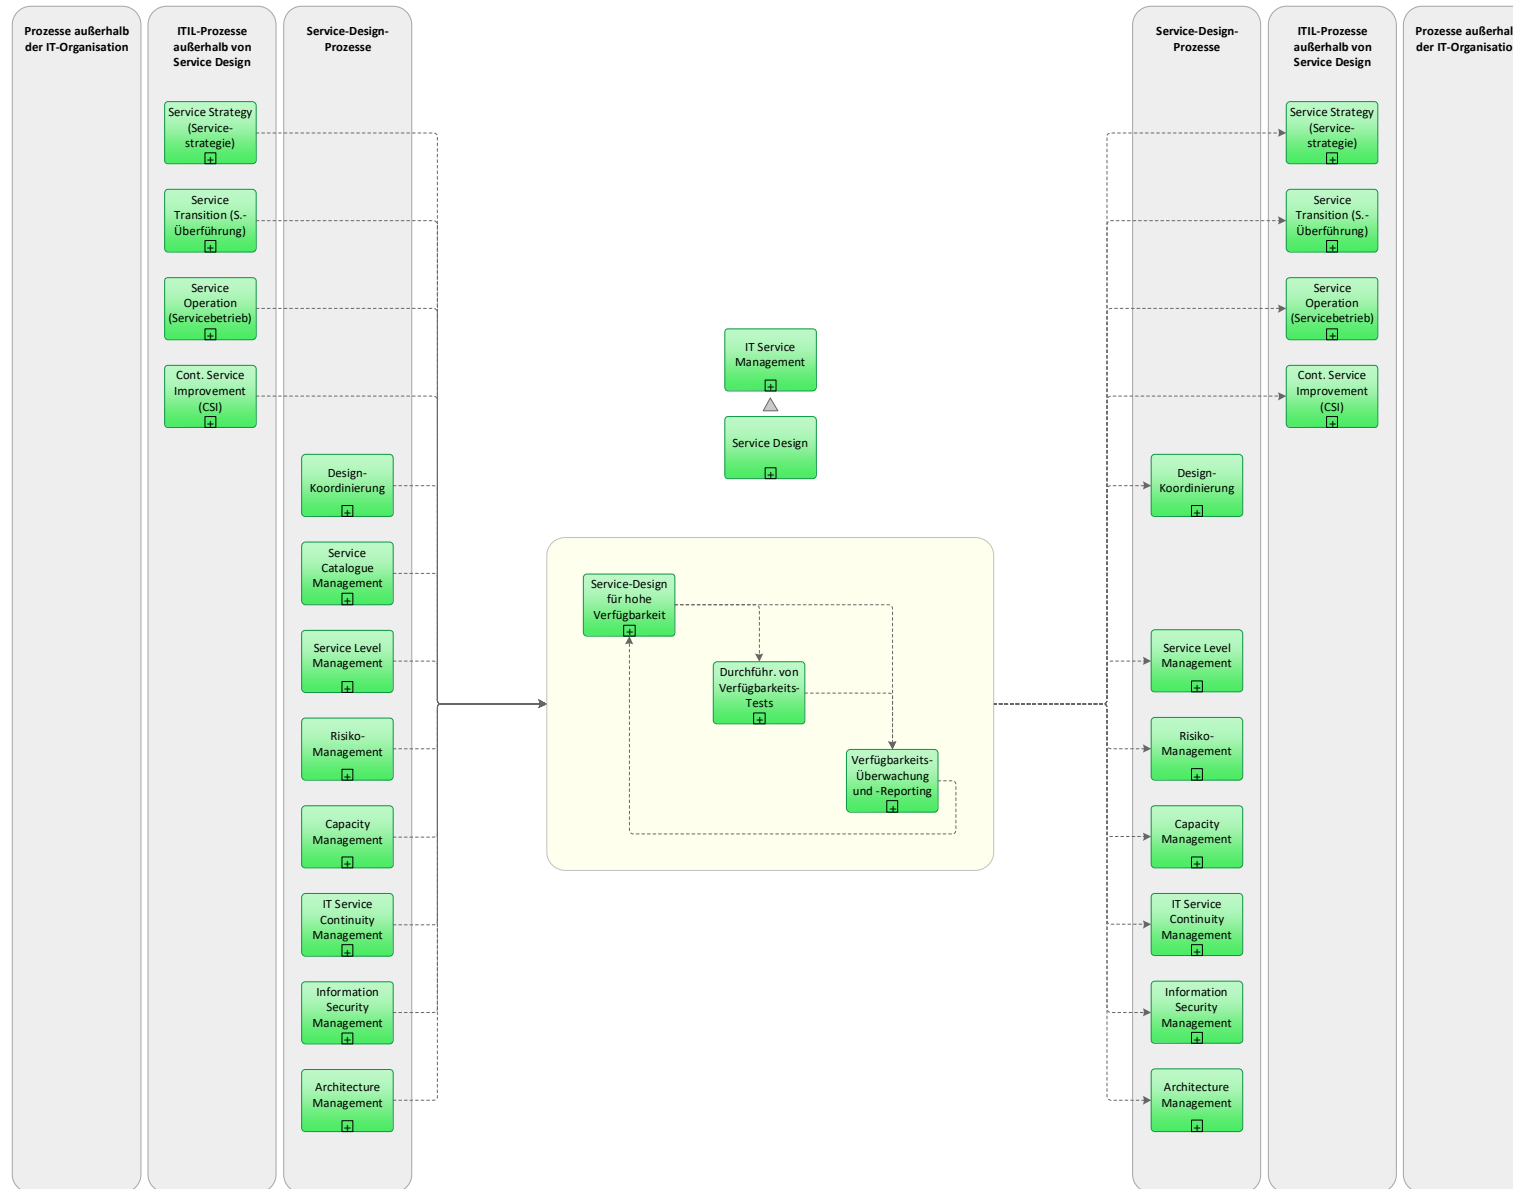 Prozesse außerhalb
der IT-Organisation
ITIL-Prozesse
außerhalb von
Service Design
Service-Design-
Prozesse
Service-Design-
Prozesse
ITIL-Prozesse
außerhalb von
Service Design
Prozesse außerhal
der IT-Organisatio
Service Strategy
(Service-
strategie)
Service
Transition (S.-
Überführung)
Service
Operation
(Servicebetrieb)
Cont. Service
Improvement
(CSI)
Design-
Koordinierung
Service
Catalogue
Management
Service Level
Management
Risiko-
Management
Capacity
Management
IT Service
Continuity
Management
Information
Security
Management
Architecture
Management
IT Service
Management
Service Design
Service-Design
für hohe
Verfügbarkeit
Durchführ. von
Verfügbarkeits-
Tests
Verfügbarkeits-
Überwachung
und -Reporting
Service Strategy
(Service-
strategie)
Service
Transition (S.-
Überführung)
Service
Operation
(Servicebetrieb)
Cont. Service
Improvement
(CSI)
Design-
Koordinierung
Service Level
Management
Risiko-
Management
Capacity
Management
IT Service
Continuity
Management
Information
Security
Management
Architecture
Management